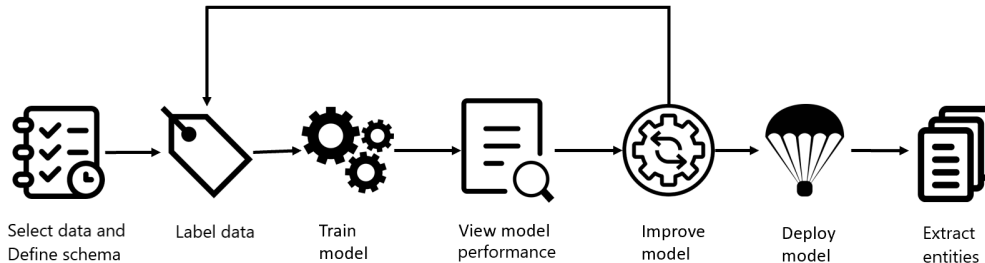 Select data and
Define schema
Label data
Train
model
View model
performance
Improve
model
Deploy
model
Extract
entities